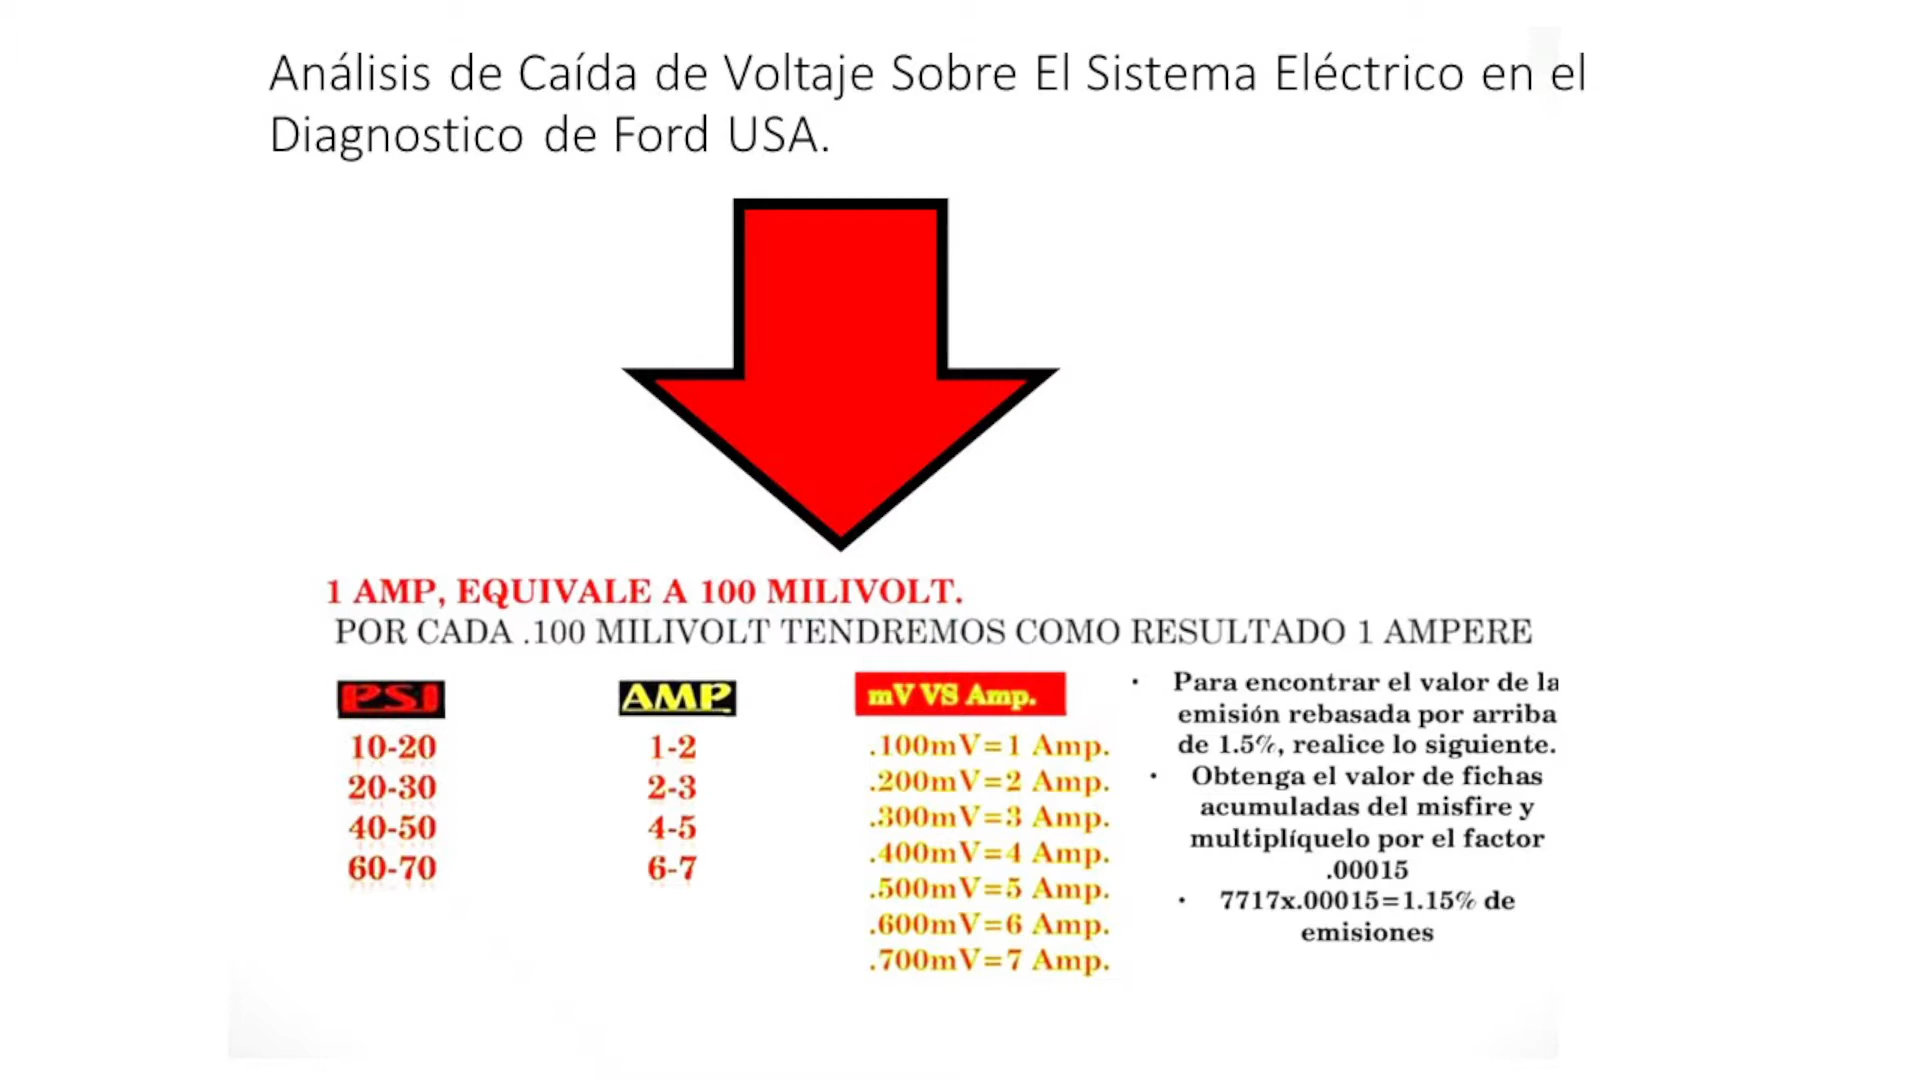 Análisis de Caída de Voltaje Sobre El Sistema Eléctrico en el
Diagnostico de Ford USA.
1 AMP, EQUIVALE A 100 MILIVOLT.
POR CADA .100 MILIVOLT TENDREMOS COMO RESULTADO 1 AMPERE
PSI
10-20
20-30
40-50
60-70
AMP
1-2
2-3
4-5
6-7
mV VS Amp.
.100mV=1 Amp.
.200mV=2 Amp.
.300mV=3 Amp.
.400mV=4 Amp.
.500mV=5 Amp.
.600mV=6 Amp.
.700mV=7 Amp.
• Para encontrar el valor de la
emisión rebasada por arriba
de 1.5%, realice lo siguiente.
• Obtenga el valor de fichas
acumuladas del misfire y
multiplíquelo por el factor
.00015
• 7717x.00015=1.15% de
emisiones